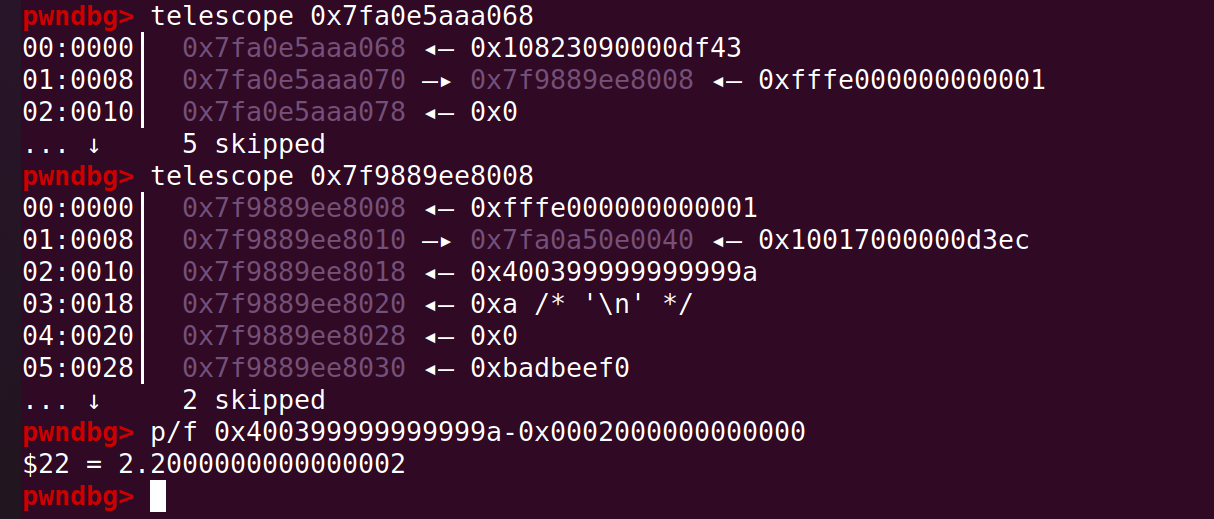 pwndbg> telescope 0x7fa0e5aaa068
00:0000│ 0x7fa0e5aaa068 ◂— 0x10823090000df43
01:0008│ 0x7fa0e5aaa070 —▸ 0x7f9889ee8008 ◂— 0xfffe000000000001
02:0010│ 0x7fa0e5aaa078 ◂— 0x0
... ↓ 5 skipped
pwndbg> telescope 0x7f9889ee8008
00:0000│ 0x7f9889ee8008 ◂— 0xfffe000000000001
01:0008│ 0x7f9889ee8010 —▸ 0x7fa0a50e0040 ◂— 0x10017000000d3ec
02:0010│ 0x7f9889ee8018 ◂— 0x400399999999999a
03:0018│ 0x7f9889ee8020 ◂— 0xa /* '\n' */
04:0020│ 0x7f9889ee8028 ◂— 0x0
05:0028│ 0x7f9889ee8030 ◂— 0xbadbeef0
... ↓ 2 skipped
pwndbg> p/f 0x400399999999999a-0x0002000000000000
$22 = 2.2000000000000002
pwndbg>